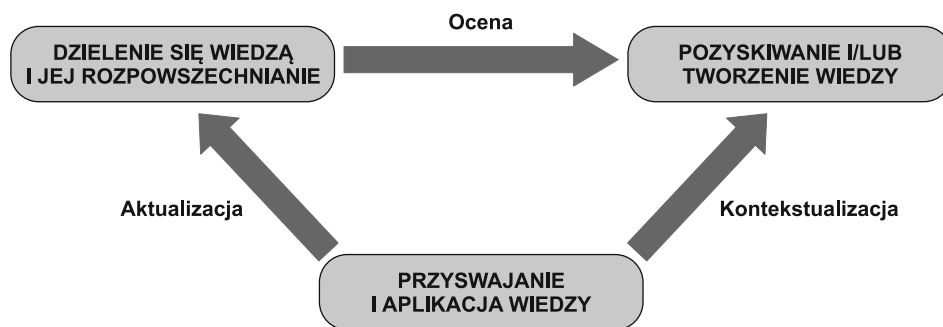 Ocena
DZIELENIE SIĘ WIEDZĄ
I JEJ ROZPOWSZECHNIANIE
POZYSKIWANIE I/LUB
TWORZENIE WIEDZY
Aktualizacja
Kontekstualizacja
PRZYSWAJANIE
I APLIKACJA WIEDZY